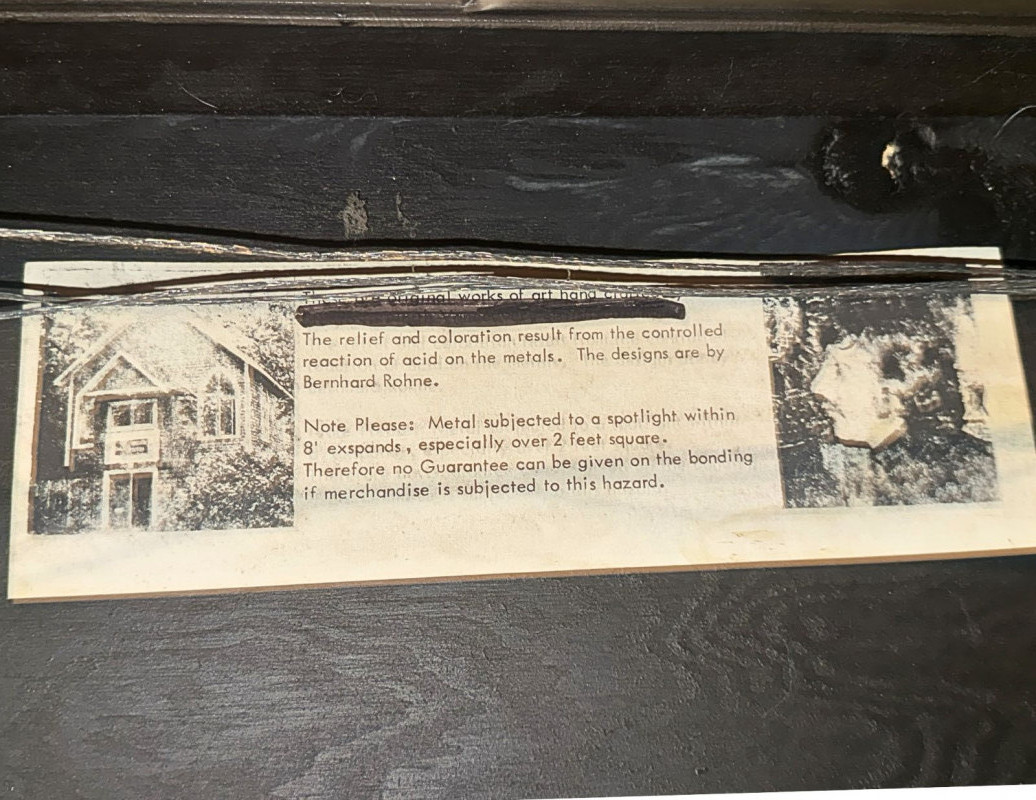 original works of art hand
The relief and coloration result from the controlled
reaction of acid on the metals. The designs are by
Bernhard Rohne.
Note Please: Metal subjected to a spotlight within
8' exspands, especially over 2 feet square.
Therefore no Guarantee can be given on the bonding
if merchandise is subjected to this hazard.